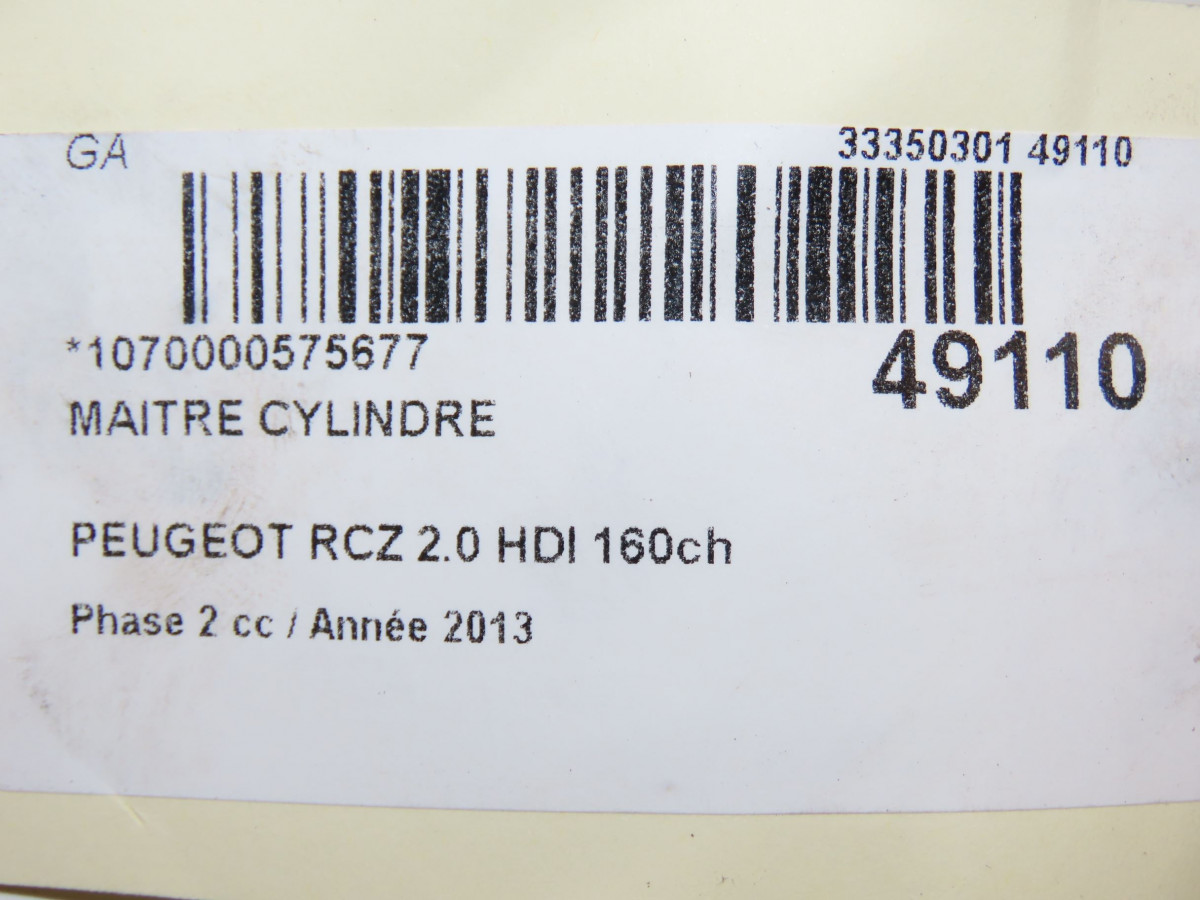 GA
33350301 49110
*1070000575677
49110
MAITRE CYLINDRE
PEUGEOT RCZ 2.0 HDI 160ch
Phase 2 cc / Année 2013